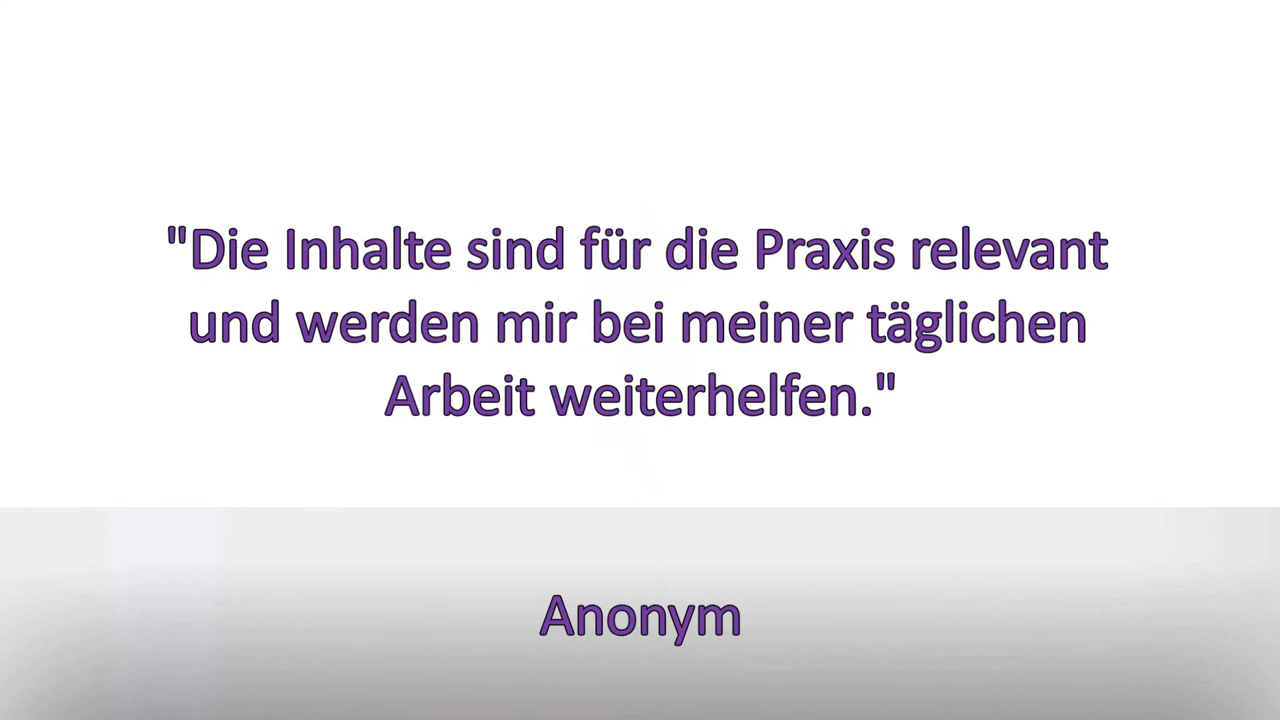 "Die Inhalte sind für die Praxis relevant
und werden mir bei meiner täglichen
Arbeit weiterhelfen."
Anonym